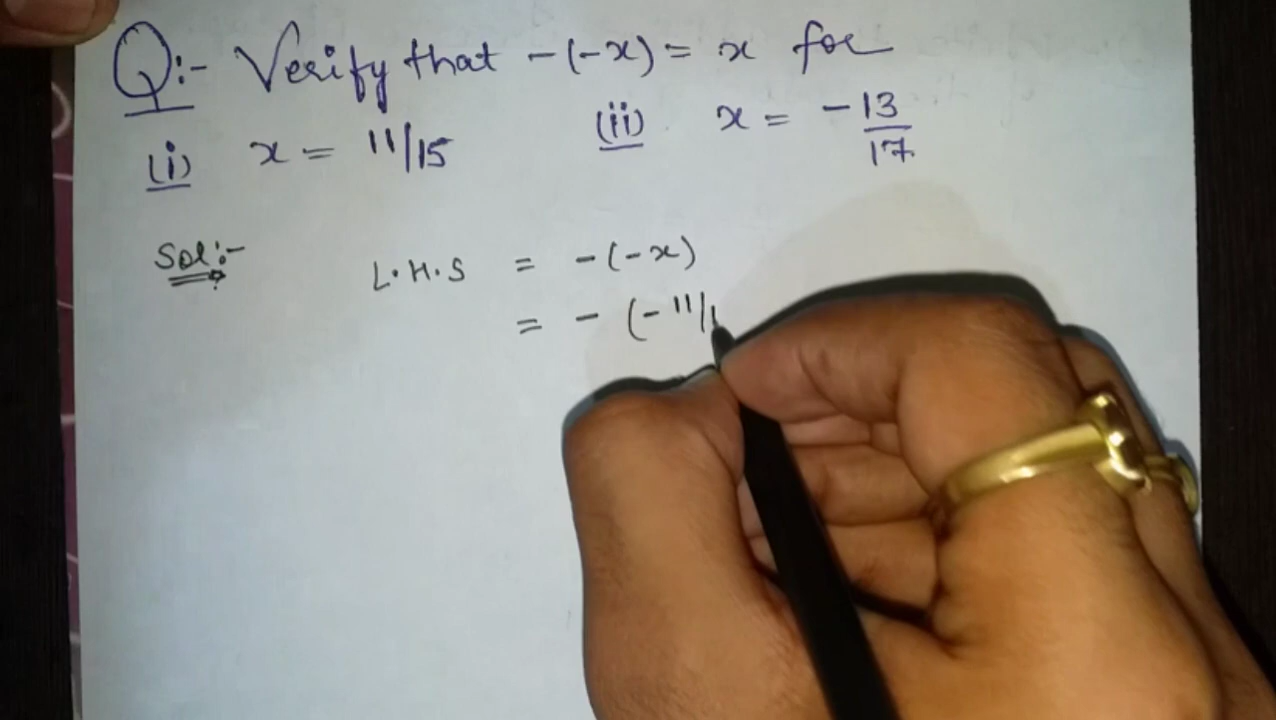 Q:- Verify that -(-x) = x for
(i) x = 11/15 (ii) x = -13/17
Sol:- L.H.S = -(-x)
= - (- 11/1